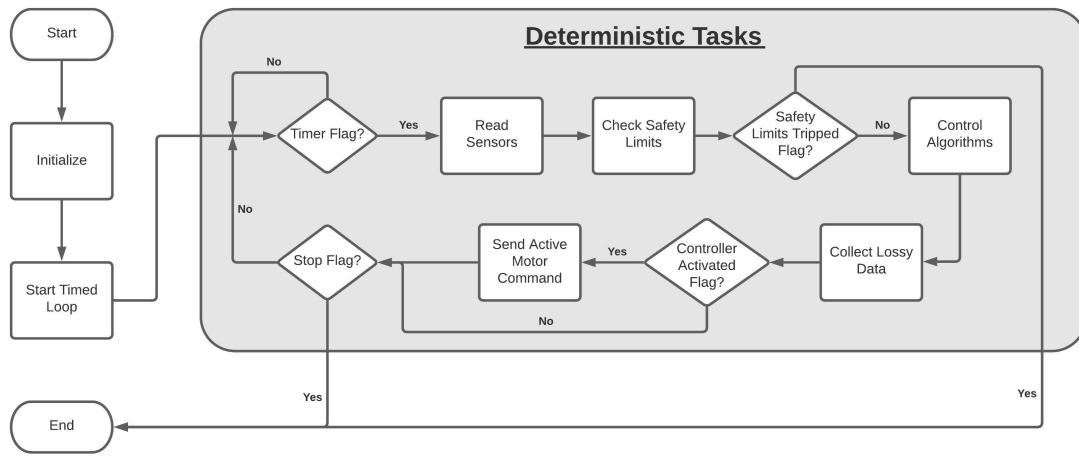 Start
Deterministic Tasks
No
Timer Flag?
Yes
Read
Sensors
Check Safety
Limits
Safety
Limits Tripped
Flag?
No
Control
Algorithms
Initialize
No
Stop Flag?
Send Active
Motor
Command
Yes
Controller
Activated
Flag?
Collect Lossy
Data
Start Timed
Loop
No
Yes
Yes
End